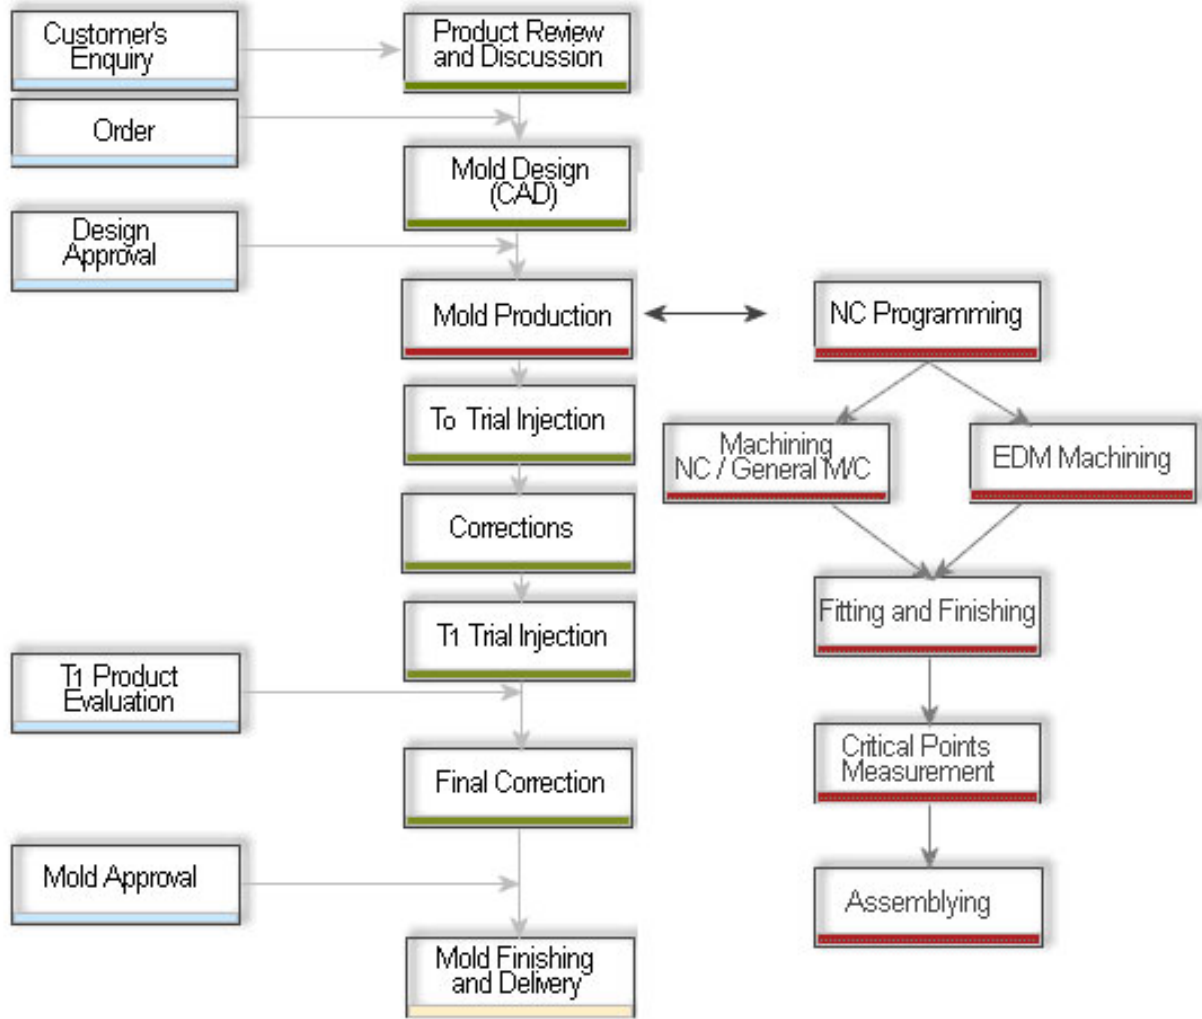 Customer's
Enquiry
Product Review
and Discussion
Order
Mold Design
(CAD)
Design
Approval
Mold Production
NC Programming
To Trial Injection
Machining
NC / General M/C
EDM Machining
Corrections
Fitting and Finishing
T1 Trial Injection
T1 Product
Evaluation
Critical Points
Measurement
Final Correction
Mold Approval
Assemblying
Mold Finishing
and Delivery